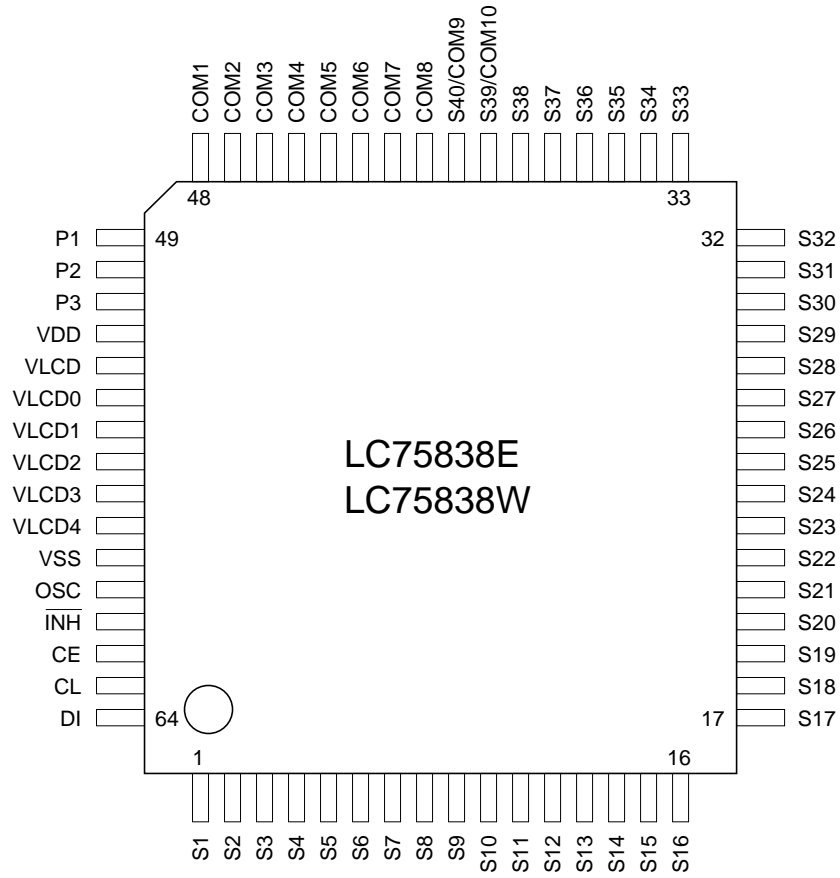 COM1
COM2
COM3
COM4
COM5
COM6
COM7
COM8
S40/COM9
S39/COM10
S38
S37
S36
S35
S34
S33
48
33
P1
49
32
S32
P2
S31
P3
S30
VDD
S29
VLCD
S28
VLCD0
S27
VLCD1
S26
VLCD2
S25
VLCD3
S24
VLCD4
S23
VSS
S22
OSC
S21
INH
S20
CE
S19
CL
S18
DI
64
17
S17
LC75838E
LC75838W
1
16
S1
S2
S3
S4
S5
S6
S7
S8
S9
S10
S11
S12
S13
S14
S15
S16